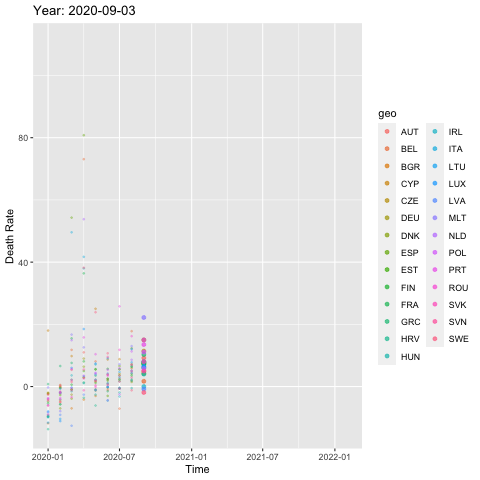 Year: 2020-09-03
Death Rate
80
40
0
2020-01
2020-07
2021-01
2021-07
2022-01
Time
geo
AUT
BEL
BGR
CYP
CZE
DEU
DNK
ESP
EST
FIN
FRA
GRC
HRV
HUN
IRL
ITA
LTU
LUX
LVA
MLT
NLD
POL
PRT
ROU
SVK
SVN
SWE